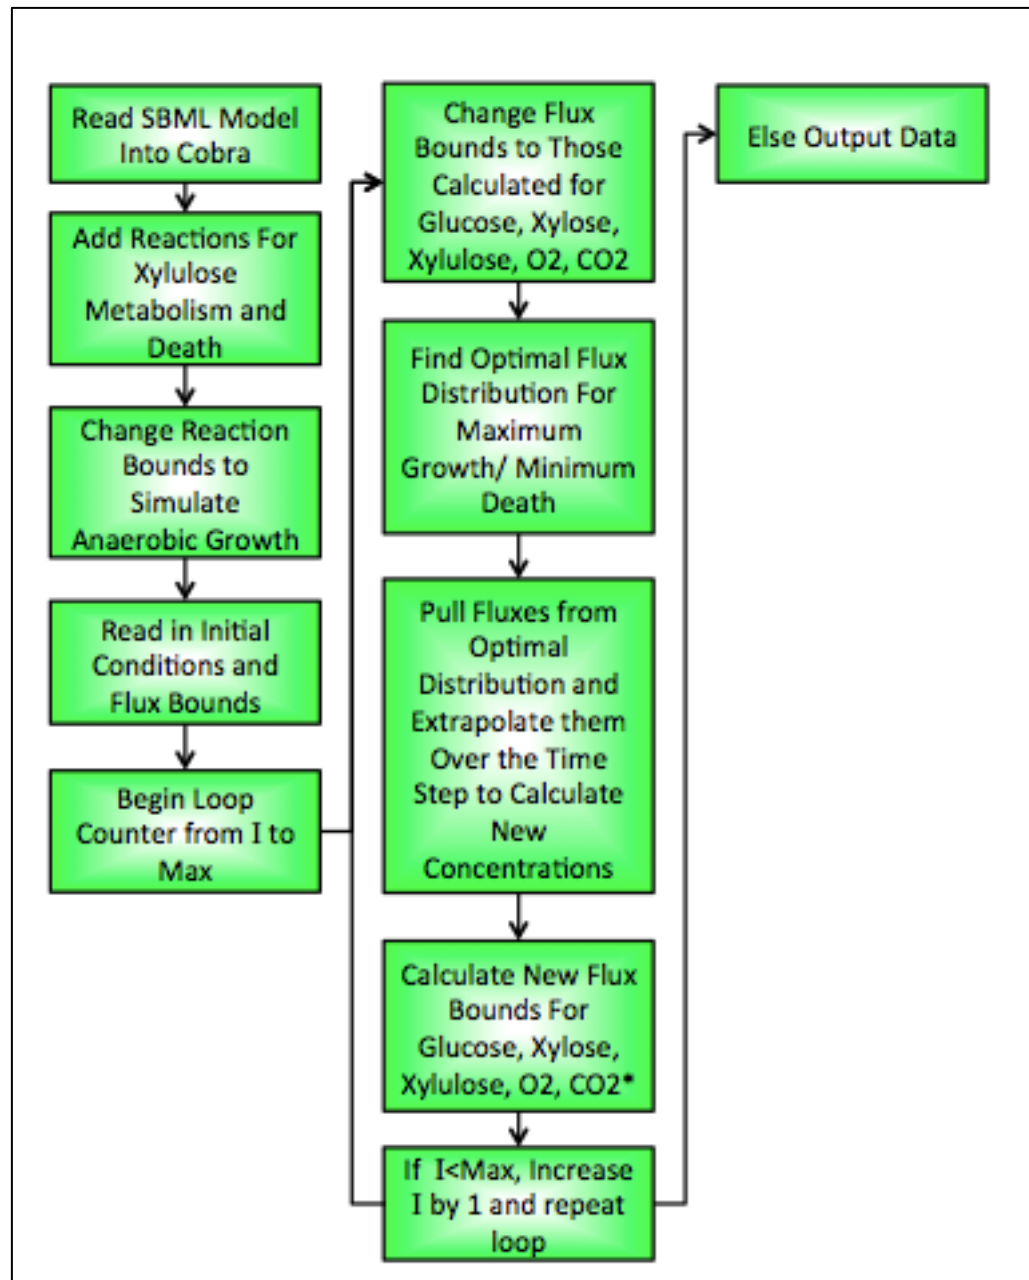 Read SBML Model
Into Cobra
Add Reactions For
Xylulose
Metabolism and
Death
Change Reaction
Bounds to
Simulate
Anaerobic Growth
Read in Initial
Conditions and
Flux Bounds
Begin Loop
Counter from I to
Max
Change Flux
Bounds to Those
Calculated for
Glucose, Xylose,
Xylulose, O2, CO2
Find Optimal Flux
Distribution For
Maximum
Growth/ Minimum
Death
Pull Fluxes from
Optimal
Distribution and
Extrapolate them
Over the Time
Step to Calculate
New
Concentrations
Calculate New Flux
Bounds For
Glucose, Xylose,
Xylulose, O2, CO2*
If I<Max, Increase
I by 1 and repeat
loop
Else Output Data